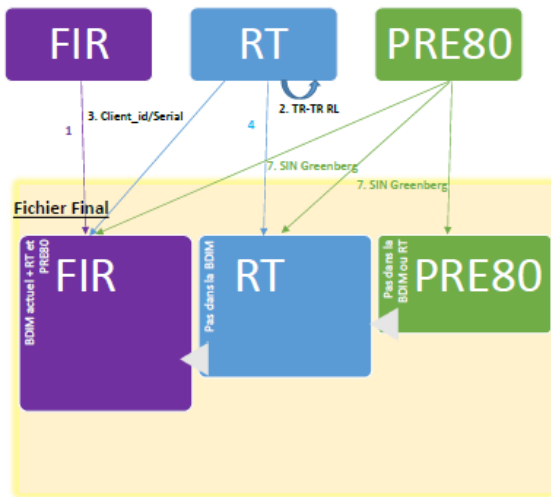 FIR
RT
PRE80
3. Client_id/Serial
2. TR-TR RL
1
4
7. SIN Greenberg
7. SIN Greenberg
Fichier Final
BDIM actuel + RT et
PRE80
FIR
Pas dans la BDIM
RT
Pas dans la
BDIM ou RT
PRE80